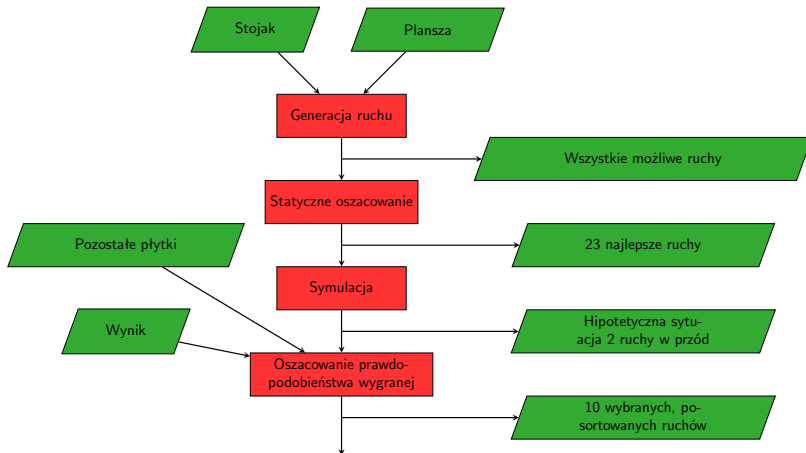 Stojak
Plansza
Generacja ruchu
Wszystkie możliwe ruchy
Statyczne oszacowanie
Pozostałe płytki
23 najlepsze ruchy
Symulacja
Wynik
Hipotetyczna sytu-
acja 2 ruchy w przód
Oszacowanie prawdo-
podobieństwa wygranej
10 wybranych, po-
sortowanych ruchów